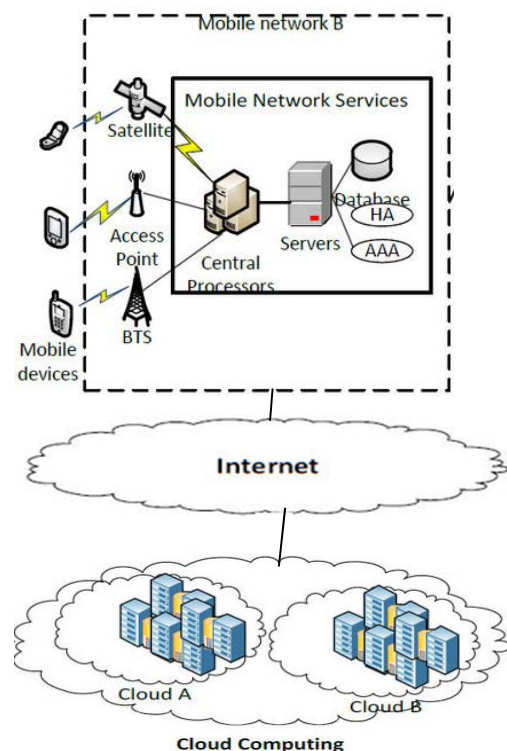 Mobile network B
Mobile Network Services
Satellite
Database
HA
Access
Point
Servers
AAA
Central
Processors
BTS
Mobile
devices
Internet
Cloud A
Cloud B
Cloud Computing